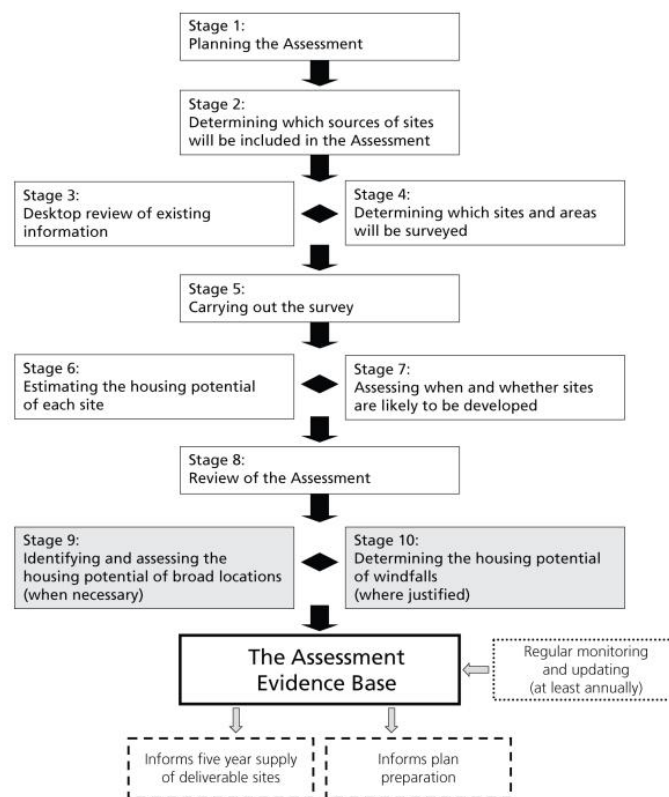 Stage 1:
Planning the Assessment
Stage 2:
Determining which sources of sites
will be included in the Assessment
Stage 3:
Desktop review of existing
information
Stage 4:
Determining which sites and areas
will be surveyed
Stage 5:
Carrying out the survey
Stage 6:
Estimating the housing potential
of each site
Stage 7:
Assessing when and whether sites
are likely to be developed
Stage 8:
Review of the Assessment
Stage 9:
Identifying and assessing the
housing potential of broad locations
(when necessary)
Stage 10:
Determining the housing potential
of windfalls
(where justified)
The Assessment
Evidence Base
Regular monitoring
and updating
(at least annually)
Informs five year supply
of deliverable sites
Informs plan
preparation